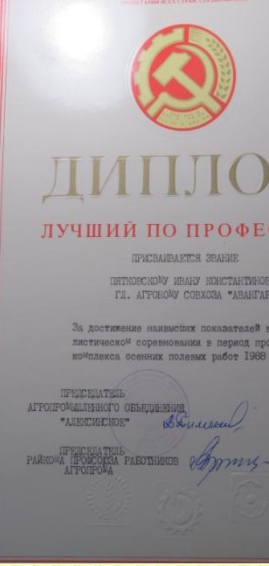 ДИПЛО
ЛУЧШИЙ ПО ПРОФЕС
ПРИСВАИВАЕТСЯ ЗВАНИЕ
ПЯТКОВСКОМУ ИВАНУ КОНСТАНТИНОВ
ГЛ. АГРОНОМУ СОВХОЗА "АВАНГАР
За достижение наивысших показателей в
листическом соревновании в период про
комплекса осенних полевых работ 1988
ПРЕДСЕДАТЕЛЬ
АГРОПРОМЫШЛЕННОГО ОБЪЕДИНЕНИЯ
"АЛЕКСИНСКОЕ"
ПРЕДСЕДАТЕЛЬ
РАЙКОМА ПРОФСОЮЗА РАБОТНИКОВ
АГРОПРОМА